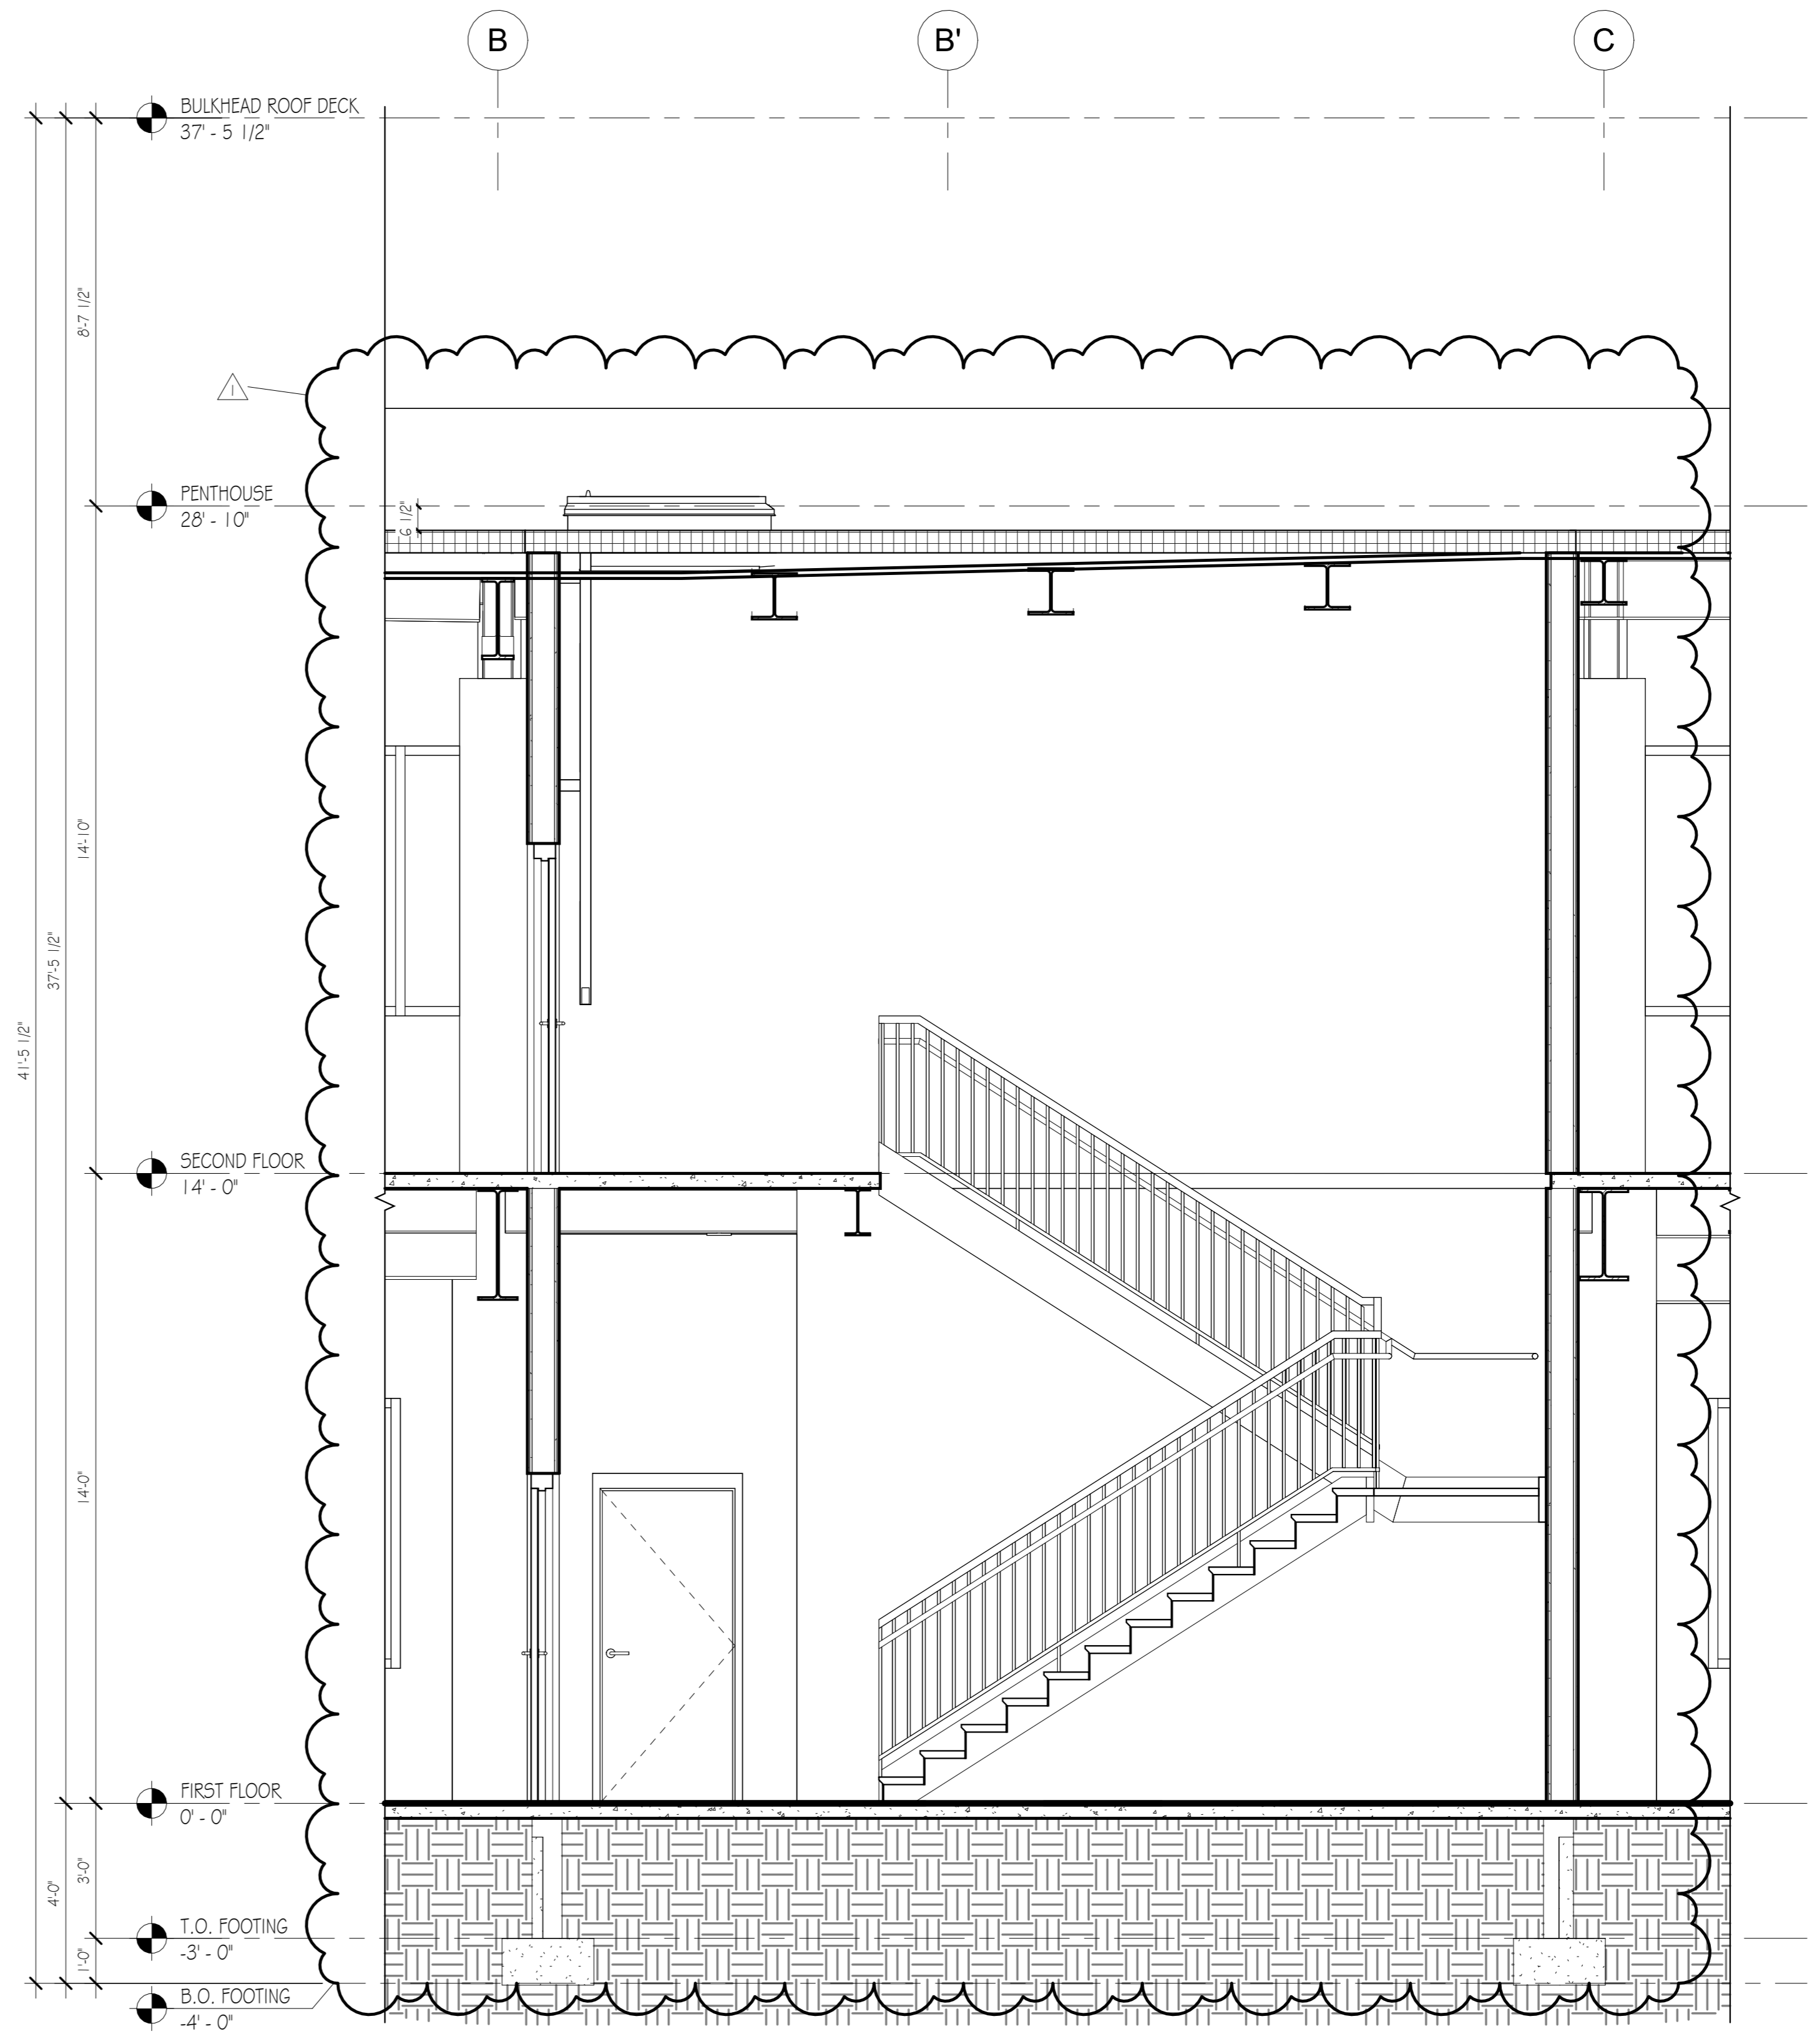 B
B'
C
BULKHEAD ROOF DECK
37' - 5 1/2"
8'-7 1/2"
1
PENTHOUSE
28' - 10"
6 1/2"
14'-10"
37'-5 1/2"
41'-5 1/2"
SECOND FLOOR
14' - 0"
14'-0"
FIRST FLOOR
0' - 0"
3'-0"
4'-0"
T.O. FOOTING
-3' - 0"
1'-0"
B.O. FOOTING
-4' - 0"